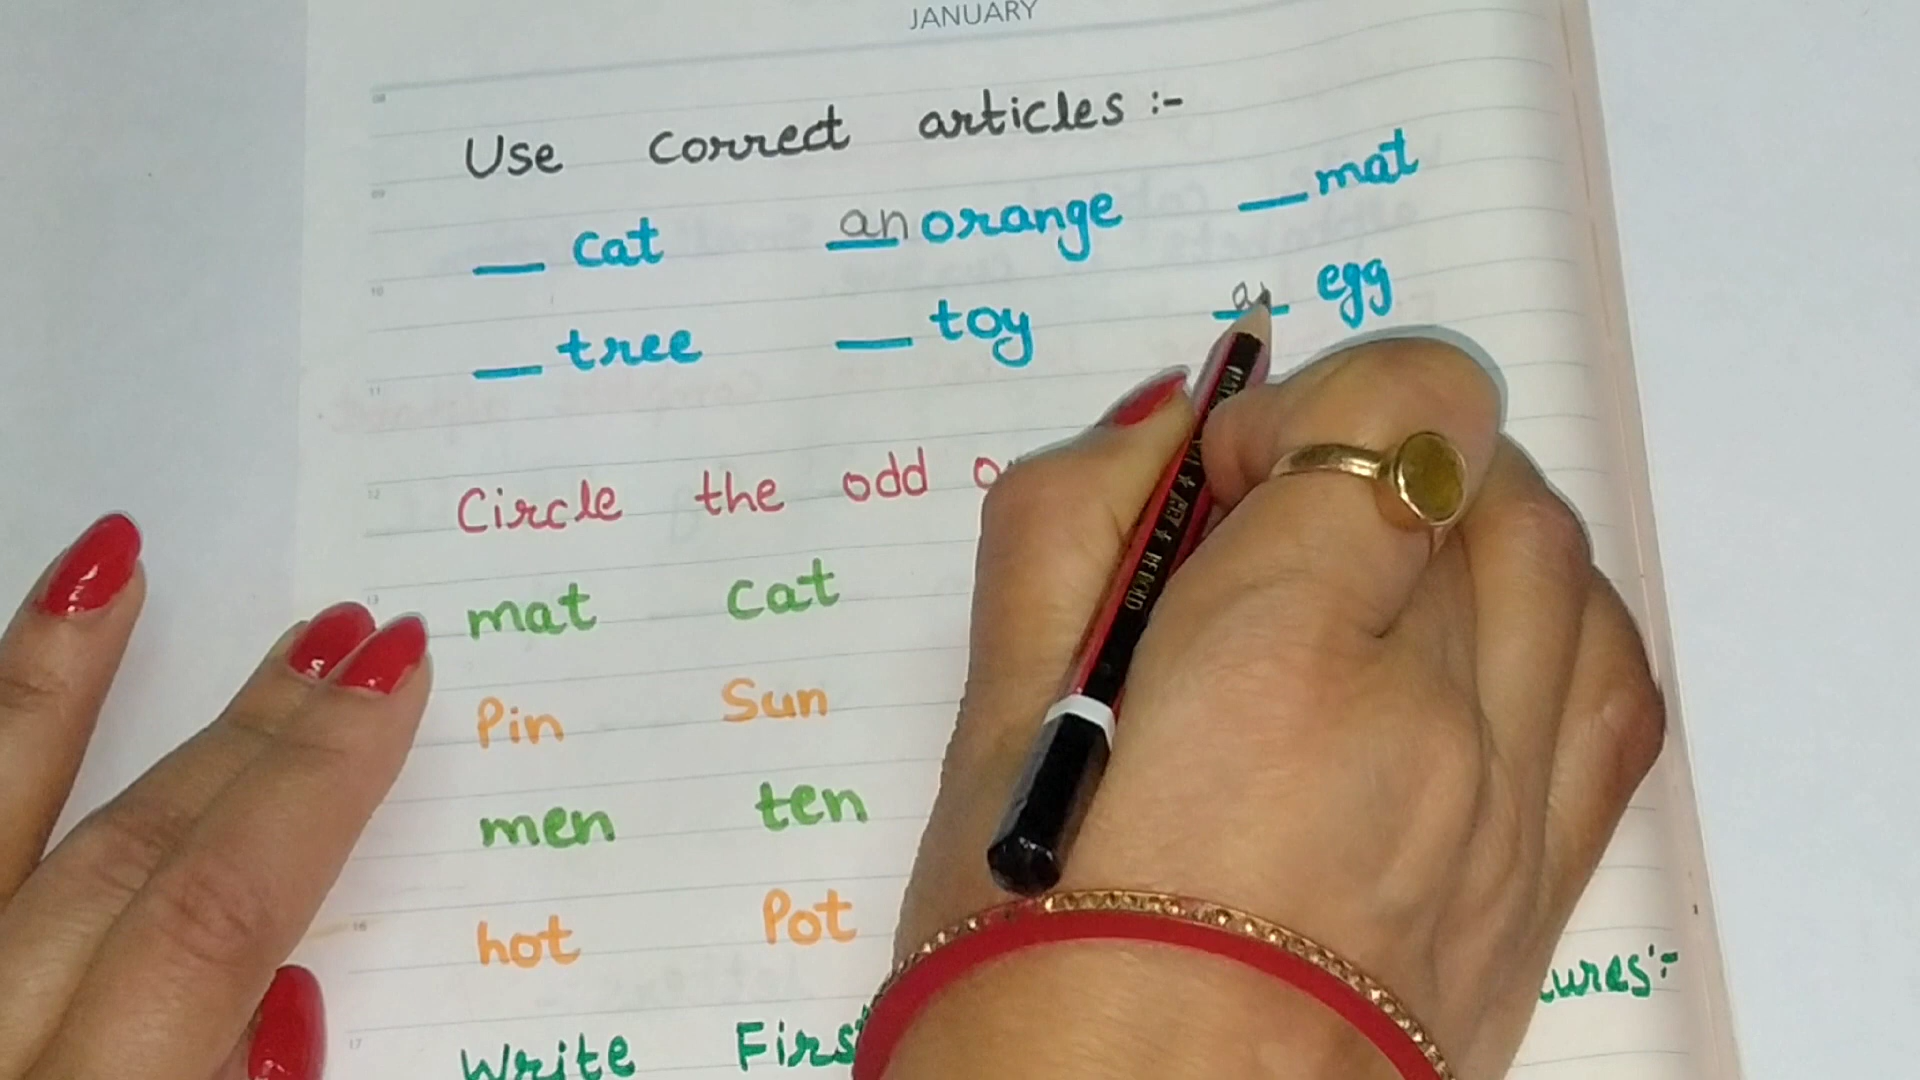 JANUARY
Use correct articles :-
__ cat an orange __ mat
__ tree __ toy a egg
Circle the odd
mat cat
Pin Sun
men ten
hot Pot
Write